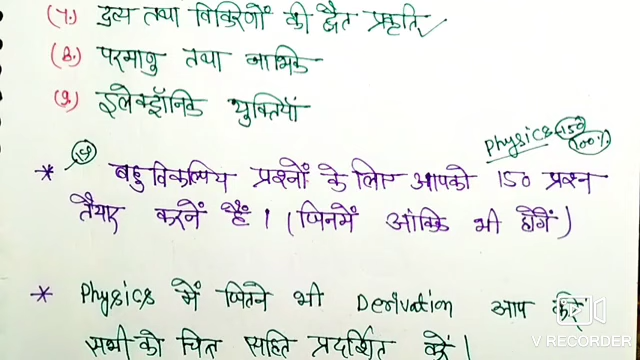 (7.) द्रव्य तथा विकिरणों की द्वैत प्रकृति
(8.) परमाणु तथा नाभिक
(9.) इलेक्ट्रॉनिक युक्तियाँ
Physics - 150
100%
* बहुविकल्पिय प्रश्नों के लिए आपको 150 प्रश्न
तैयार करनें हैं। (जिनमें आंकिक भी होगें)
* Physics में जितने भी Derivation आप करें
सभी को चित्र सहित प्रदर्शित करें।
V RECORDER